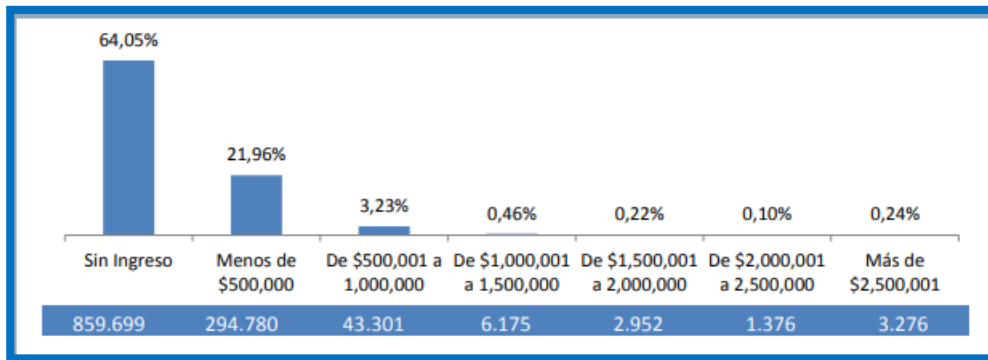 64,05%
21,96%
3,23%
0,46%
0,22%
0,10%
0,24%
Sin Ingreso
Menos de
$500,000
De $500,001 a
1,000,000
De $1,000,001
a 1,500,000
De $1,500,001
a 2,000,000
De $2,000,001
a 2,500,000
Más de
$2,500,001
859.699
294.780
43.301
6.175
2.952
1.376
3.276